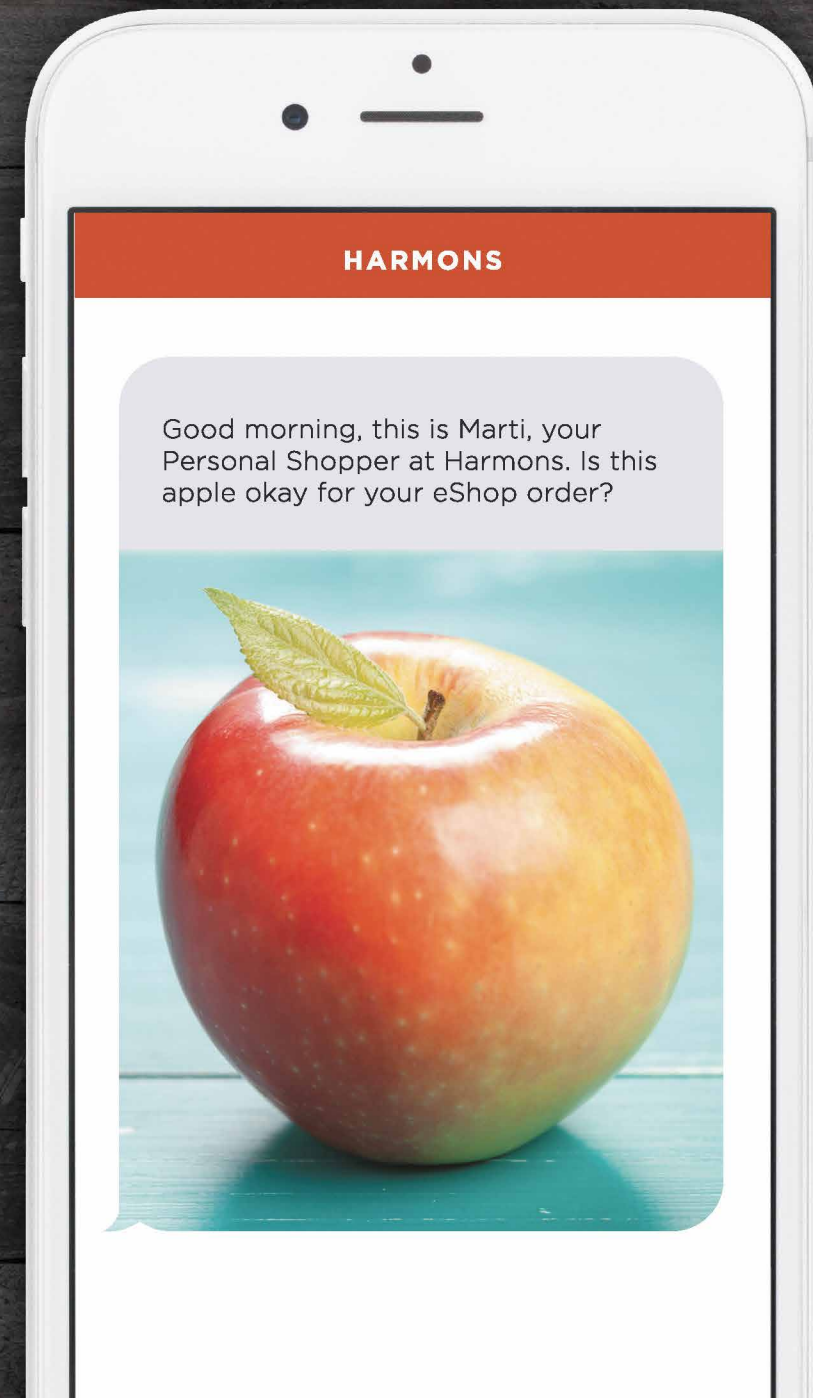 HARMONS
Good morning, this is Marti, your
Personal Shopper at Harmons. Is this
apple okay for your eShop order?